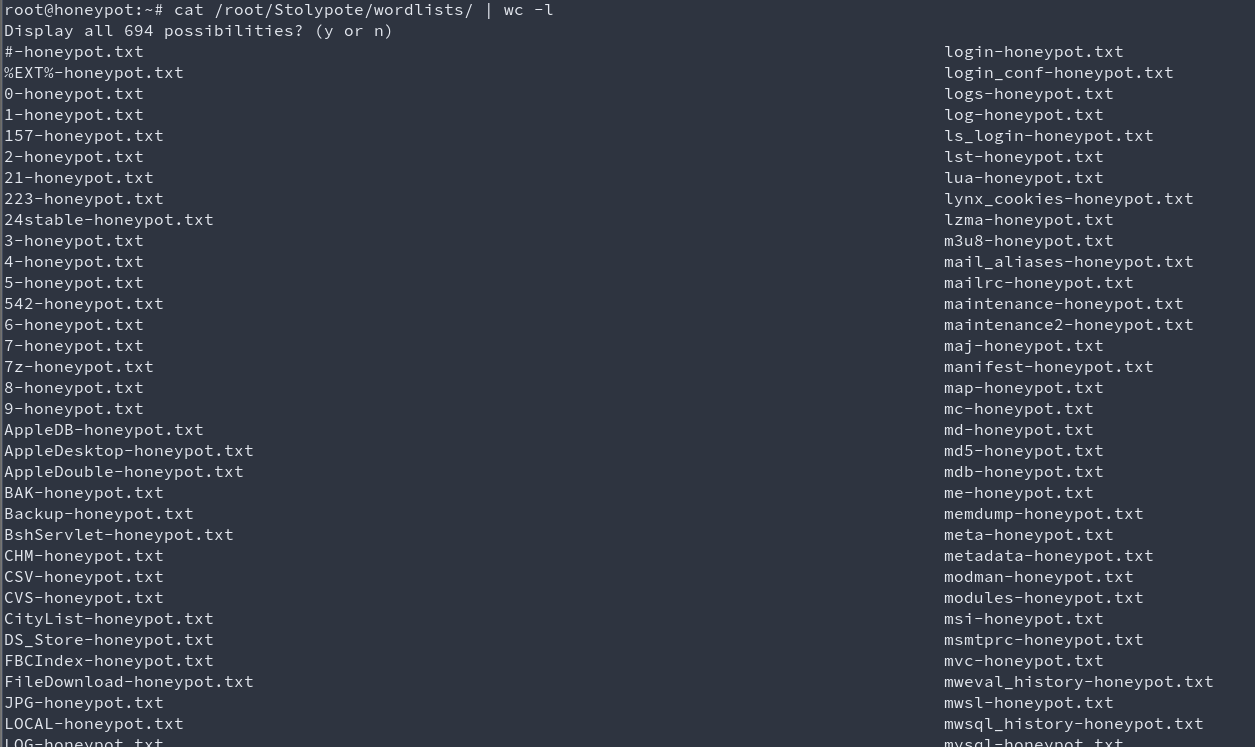 root@honeypot:~# cat /root/Stolypote/wordlists/ | wc -l
Display all 694 possibilities? (y or n)
#-honeypot.txt login-honeypot.txt
%EXT%-honeypot.txt login_conf-honeypot.txt
0-honeypot.txt logs-honeypot.txt
1-honeypot.txt log-honeypot.txt
157-honeypot.txt ls_login-honeypot.txt
2-honeypot.txt lst-honeypot.txt
21-honeypot.txt lua-honeypot.txt
223-honeypot.txt lynx_cookies-honeypot.txt
24stable-honeypot.txt lzma-honeypot.txt
3-honeypot.txt m3u8-honeypot.txt
4-honeypot.txt mail_aliases-honeypot.txt
5-honeypot.txt mailrc-honeypot.txt
542-honeypot.txt maintenance-honeypot.txt
6-honeypot.txt maintenance2-honeypot.txt
7-honeypot.txt maj-honeypot.txt
7z-honeypot.txt manifest-honeypot.txt
8-honeypot.txt map-honeypot.txt
9-honeypot.txt mc-honeypot.txt
AppleDB-honeypot.txt md-honeypot.txt
AppleDesktop-honeypot.txt md5-honeypot.txt
AppleDouble-honeypot.txt mdb-honeypot.txt
BAK-honeypot.txt me-honeypot.txt
Backup-honeypot.txt memdump-honeypot.txt
BshServlet-honeypot.txt meta-honeypot.txt
CHM-honeypot.txt metadata-honeypot.txt
CSV-honeypot.txt modman-honeypot.txt
CVS-honeypot.txt modules-honeypot.txt
CityList-honeypot.txt msi-honeypot.txt
DS_Store-honeypot.txt msmtprc-honeypot.txt
FBCIndex-honeypot.txt mvc-honeypot.txt
FileDownload-honeypot.txt mweval_history-honeypot.txt
JPG-honeypot.txt mwsl-honeypot.txt
LOCAL-honeypot.txt mwsql_history-honeypot.txt
LOG-honeypot.txt mysql-honeypot.txt